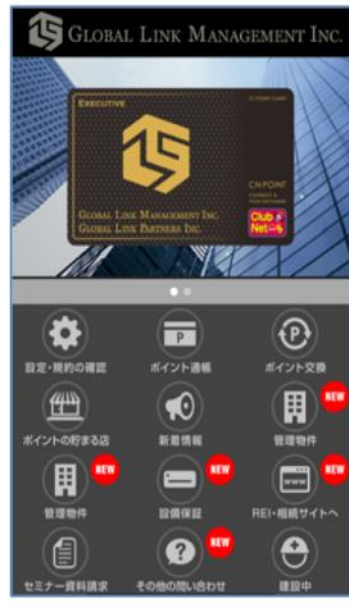 GLOBAL LINK MANAGEMENT INC.
EXECUTIVE
CN POINT
GLOBAL LINK MANAGEMENT INC.
GLOBAL LINK PARTNERS INC.
Club
Net
設定・規約の確認
P
ポイント通帳
P
ポイント交換
ポイントの貯まる店
新着情報
NEW
管理物件
NEW
管理物件
NEW
設備保証
NEW
www
REI・相続サイトへ
セミナー資料請求
NEW
?
その他の問い合わせ
建設中